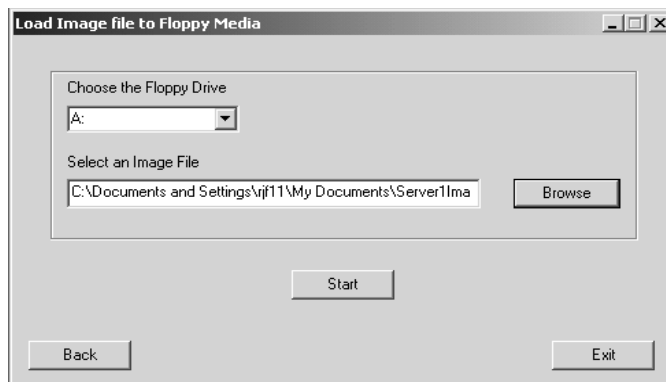 Load Image file to Floppy Media
Choose the Floppy Drive
A:
Select an Image File
C:\Documents and Settings\rjf11\My Documents\Server1Ima
Browse
Start
Back
Exit